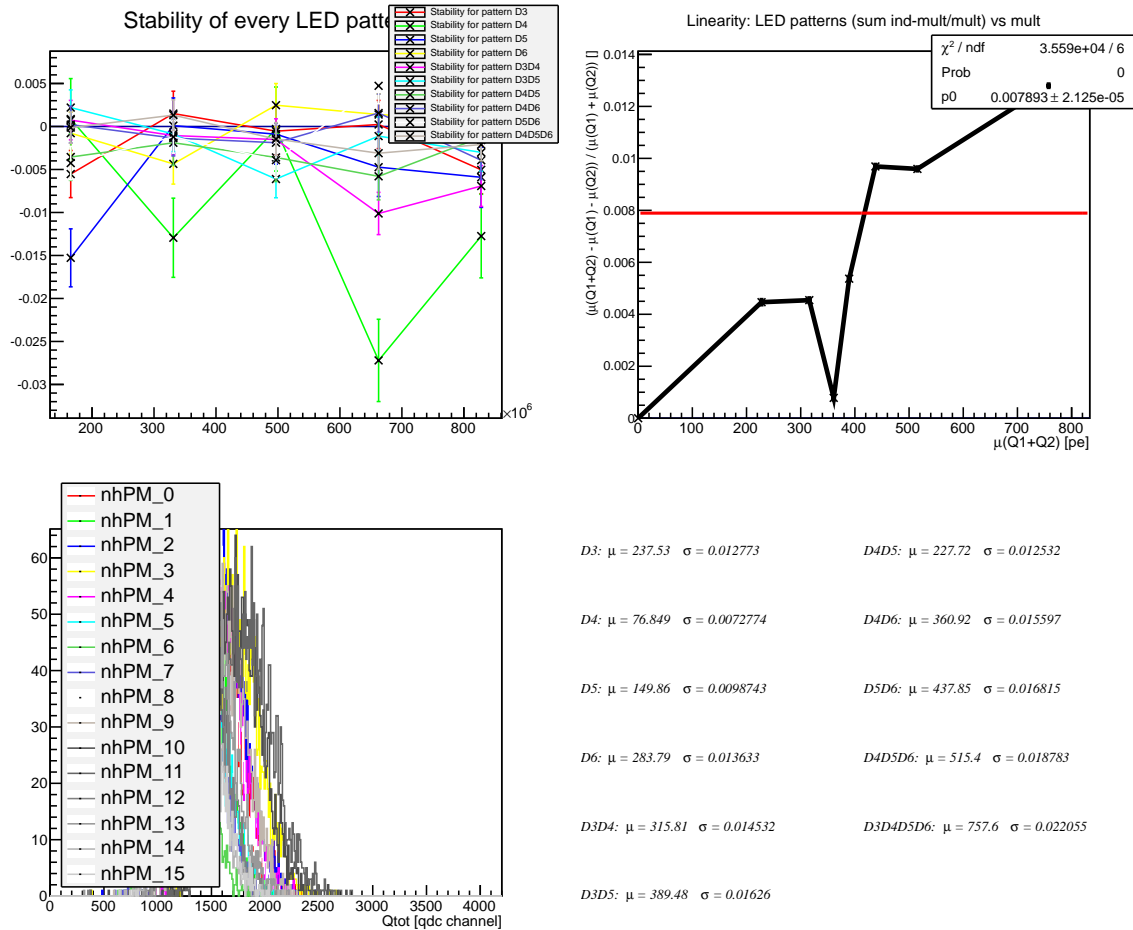 Stability of every LED patte
Stability for pattern D3
Stability for pattern D4
Stability for pattern D5
Stability for pattern D6
Stability for pattern D3D4
Stability for pattern D3D5
Stability for pattern D4D5
Stability for pattern D4D6
Stability for pattern D5D6
Stability for pattern D4D5D6
0.005
0
-0.005
-0.01
-0.015
-0.02
-0.025
-0.03
200 300 400 500 600 700 800
×10⁶
Linearity: LED patterns (sum ind-mult/mult) vs mult
χ² / ndf 3.559e+04 / 6
Prob 0
p0 0.007893 ± 2.125e-05
(μ(Q1+Q2) - μ(Q1) - μ(Q2)) / (μ(Q1) + μ(Q2)) []
0.014
0.012
0.01
0.008
0.006
0.004
0.002
0
0 100 200 300 400 500 600 700 800
μ(Q1+Q2) [pe]
nhPM_0
nhPM_1
nhPM_2
nhPM_3
nhPM_4
nhPM_5
nhPM_6
nhPM_7
nhPM_8
nhPM_9
nhPM_10
nhPM_11
nhPM_12
nhPM_13
nhPM_14
nhPM_15
60
50
40
30
20
10
0
0 500 1000 1500 2000 2500 3000 3500 4000
Qtot [qdc channel]
D3: μ = 237.53 σ = 0.012773
D4: μ = 76.849 σ = 0.0072774
D5: μ = 149.86 σ = 0.0098743
D6: μ = 283.79 σ = 0.013633
D3D4: μ = 315.81 σ = 0.014532
D3D5: μ = 389.48 σ = 0.01626
D4D5: μ = 227.72 σ = 0.012532
D4D6: μ = 360.92 σ = 0.015597
D5D6: μ = 437.85 σ = 0.016815
D4D5D6: μ = 515.4 σ = 0.018783
D3D4D5D6: μ = 757.6 σ = 0.022055